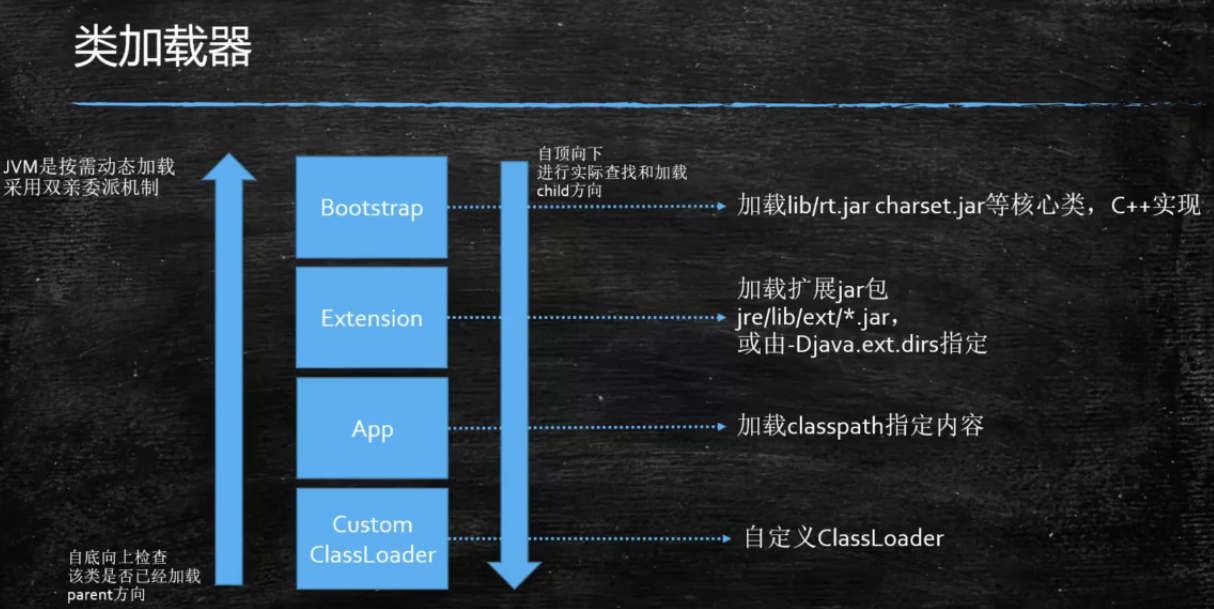 类加载器
JVM是按需动态加载
采用双亲委派机制
自顶向下
进行实际查找和加载
child方向
Bootstrap
加载lib/rt.jar charset.jar等核心类，C++实现
Extension
加载扩展jar包
jre/lib/ext/*.jar，
或由-Djava.ext.dirs指定
App
加载classpath指定内容
Custom
ClassLoader
自定义ClassLoader
自底向上检查
该类是否已经加载
parent方向